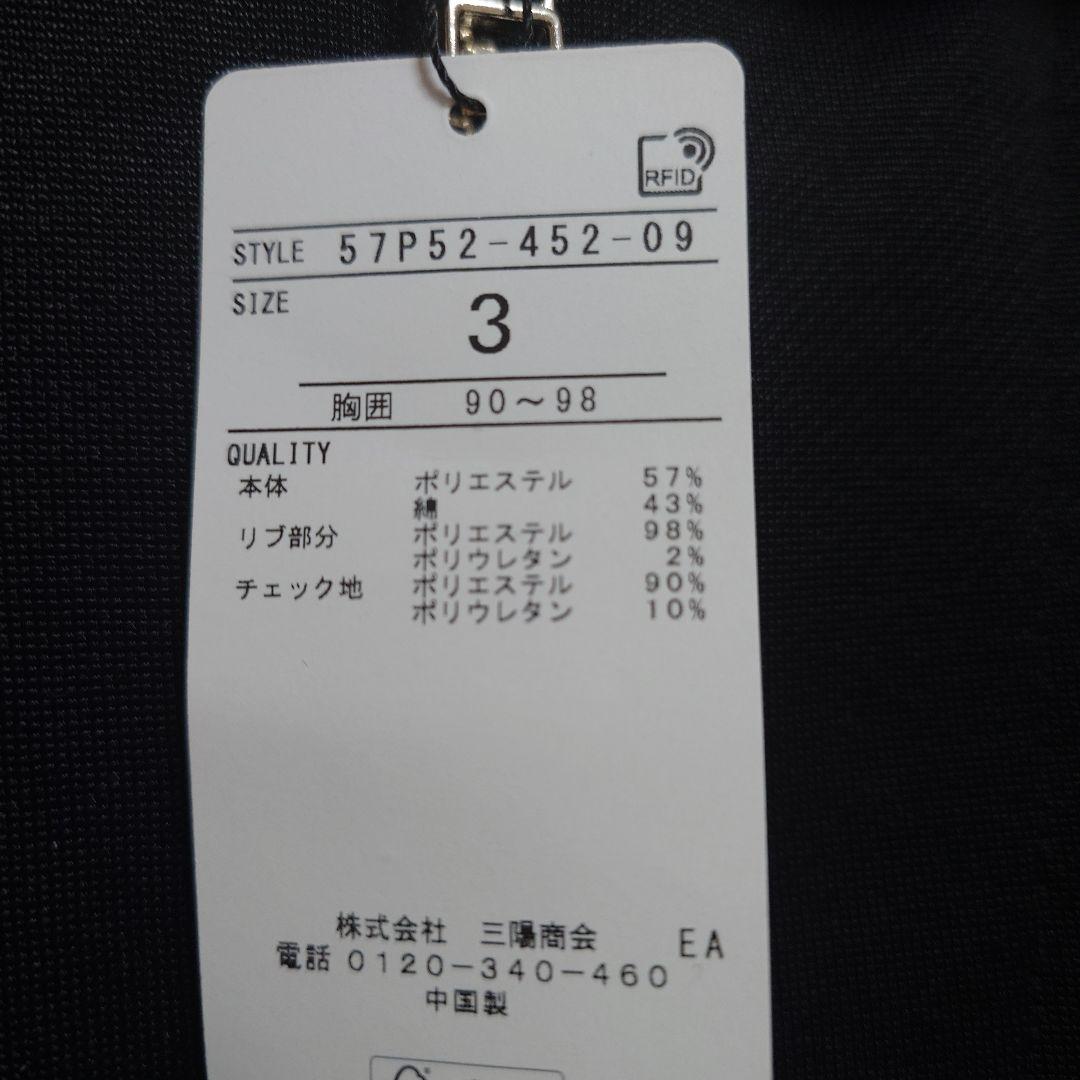 RFID
STYLE 57P52-452-09
SIZE
3
胸囲 90～98
QUALITY
本体 ポリエステル 57%
綿 43%
リブ部分 ポリエステル 98%
ポリウレタン 2%
チェック地 ポリエステル 90%
ポリウレタン 10%
株式会社 三陽商会 EA
電話 0120-340-460
中国製